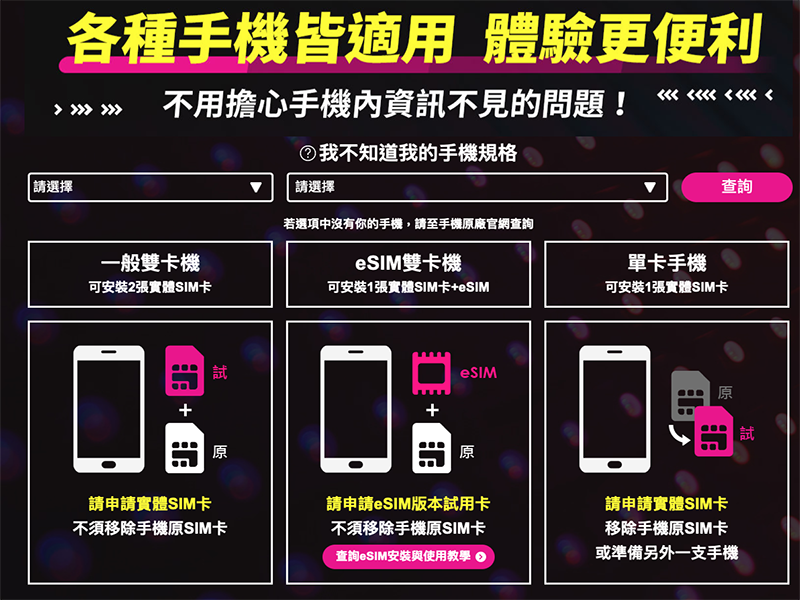 各種手機皆適用 體驗更便利
不用擔心手機內資訊不見的問題！
?我不知道我的手機規格
請選擇
請選擇
查詢
若選項中沒有你的手機，請至手機原廠官網查詢
一般雙卡機
可安裝2張實體SIM卡
eSIM雙卡機
可安裝1張實體SIM卡+eSIM
單卡手機
可安裝1張實體SIM卡
試
+
原
請申請實體SIM卡
不須移除手機原SIM卡
eSIM
+
原
請申請eSIM版本試用卡
不須移除手機原SIM卡
查詢eSIM安裝與使用教學
原
試
請申請實體SIM卡
移除手機原SIM卡
或準備另外一支手機